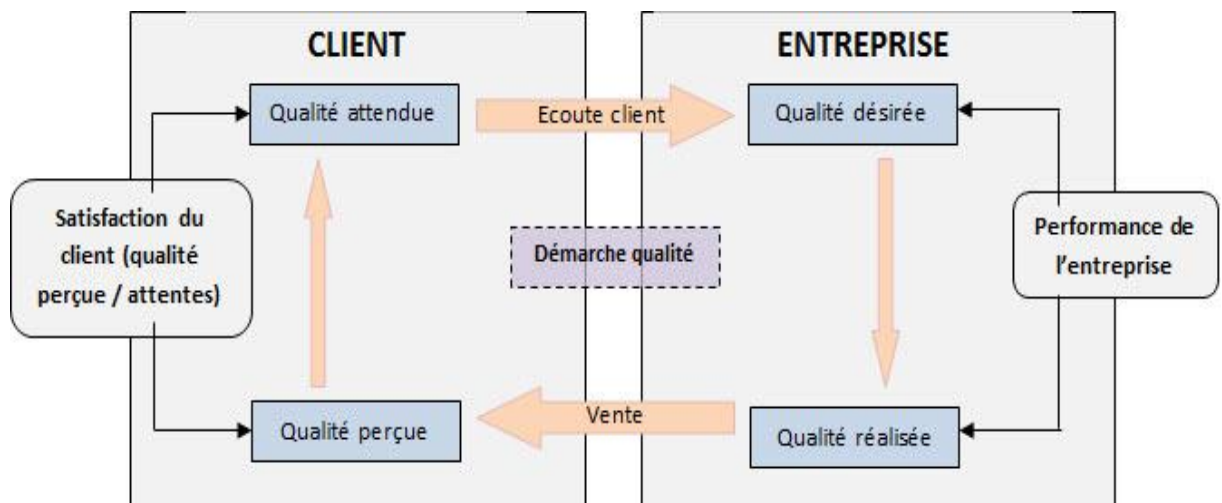 CLIENT
ENTREPRISE
Qualité attendue
Ecoute client
Qualité désirée
Satisfaction du
client (qualité
perçue / attentes)
Démarche qualité
Performance de
l'entreprise
Qualité perçue
Vente
Qualité réalisée